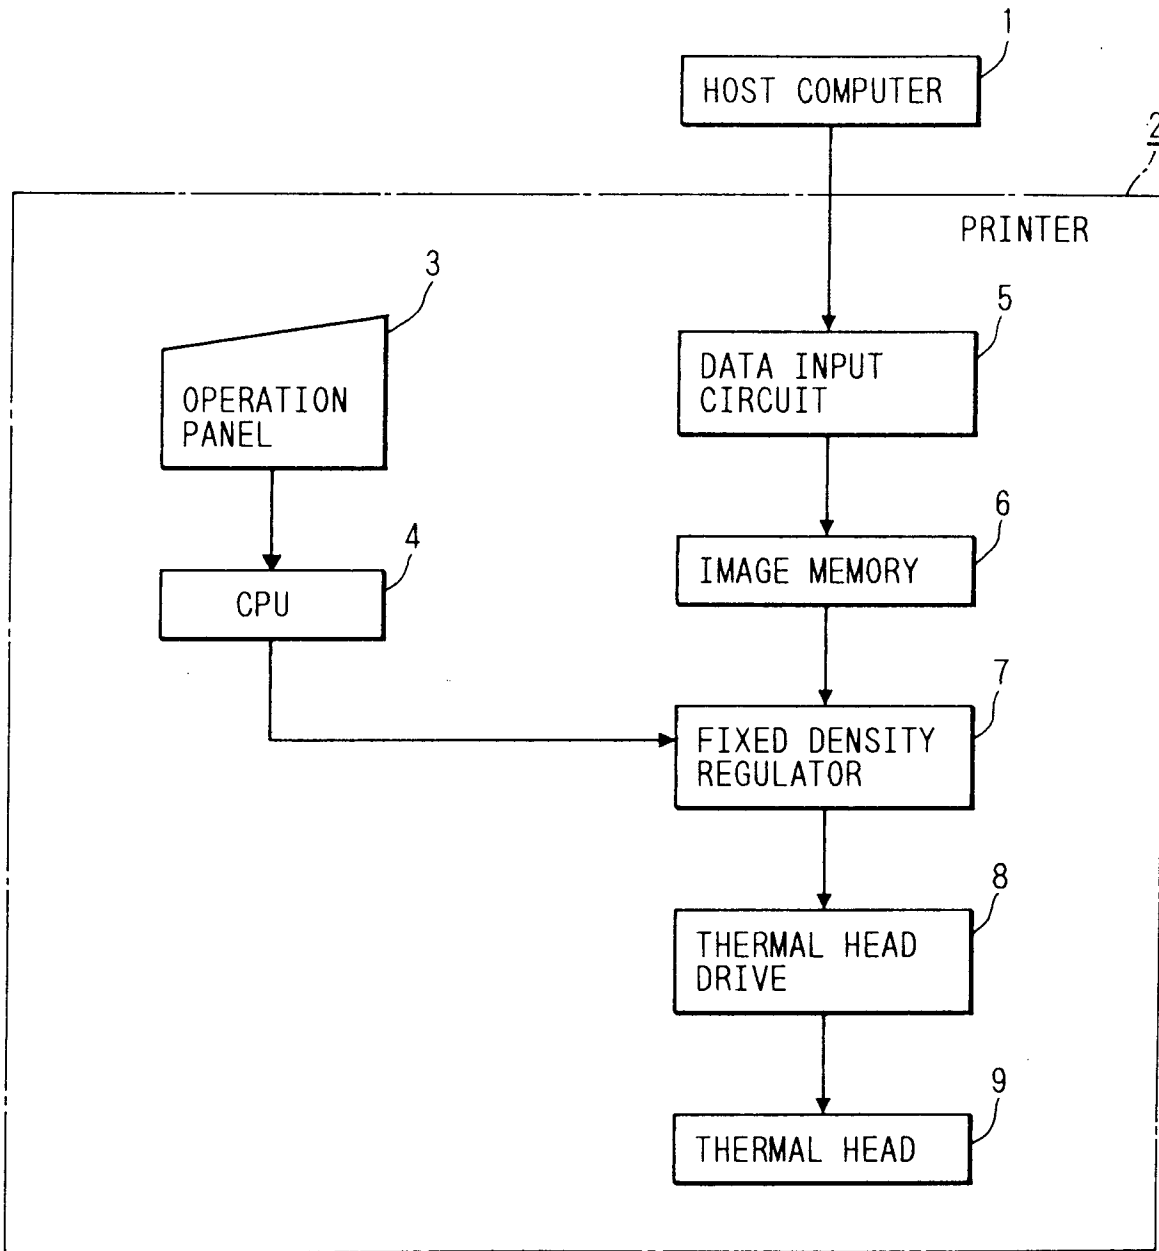 1
HOST COMPUTER
2
PRINTER
3
OPERATION
PANEL
5
DATA INPUT
CIRCUIT
4
CPU
6
IMAGE MEMORY
7
FIXED DENSITY
REGULATOR
8
THERMAL HEAD
DRIVE
9
THERMAL HEAD